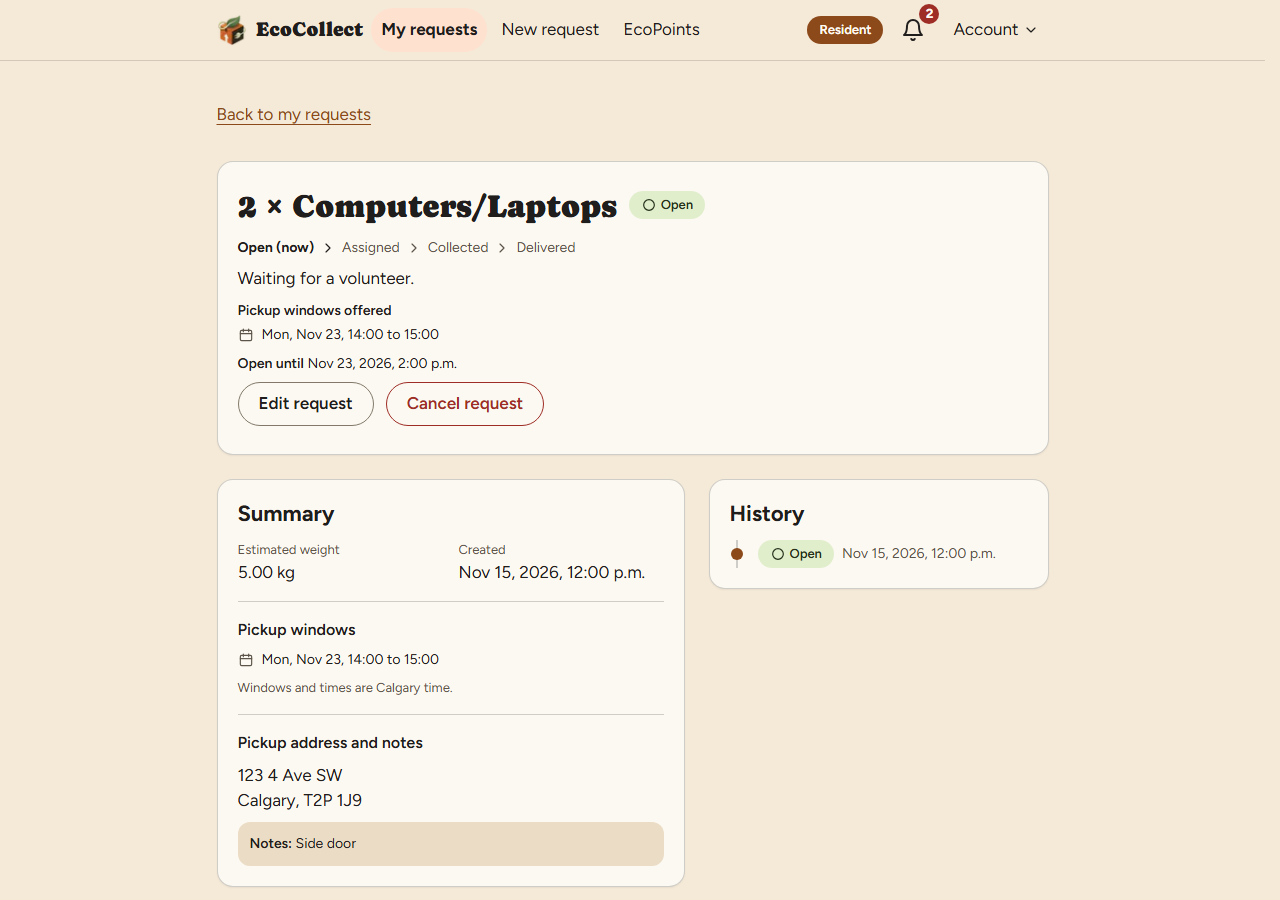 EcoCollect My requests New request EcoPoints Resident 2 Account
Back to my requests
2 × Computers/Laptops Open
Open (now) Assigned Collected Delivered
Waiting for a volunteer.
Pickup windows offered
Mon, Nov 23, 14:00 to 15:00
Open until Nov 23, 2026, 2:00 p.m.
Edit request Cancel request
Summary
Estimated weight Created
5.00 kg Nov 15, 2026, 12:00 p.m.
Pickup windows
Mon, Nov 23, 14:00 to 15:00
Windows and times are Calgary time.
Pickup address and notes
123 4 Ave SW
Calgary, T2P 1J9
Notes: Side door
History
Open Nov 15, 2026, 12:00 p.m.